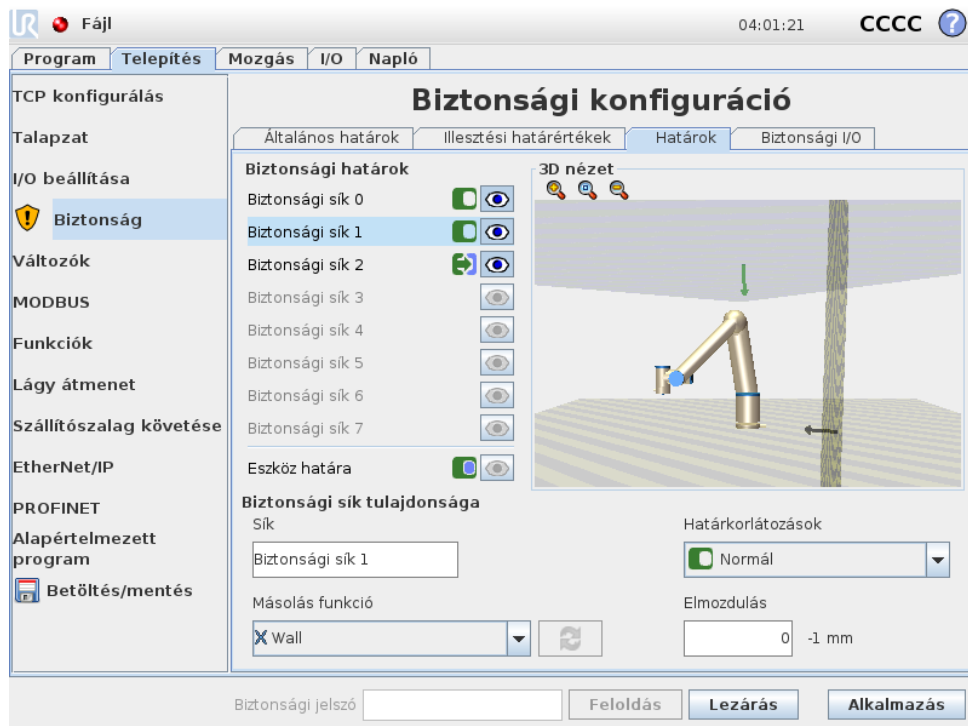 UR Fájl 04:01:21 CCCC ?
Program Telepítés Mozgás I/O Napló
TCP konfigurálás
Talapzat
I/O beállítása
Biztonság
Változók
MODBUS
Funkciók
Lágy átmenet
Szállítószalag követése
EtherNet/IP
PROFINET
Alapértelmezett
program
Betöltés/mentés
Biztonsági konfiguráció
Általános határok Illesztési határértékek Határok Biztonsági I/O
Biztonsági határok
Biztonsági sík 0
Biztonsági sík 1
Biztonsági sík 2
Biztonsági sík 3
Biztonsági sík 4
Biztonsági sík 5
Biztonsági sík 6
Biztonsági sík 7
Eszköz határa
3D nézet
Biztonsági sík tulajdonsága
Sík
Biztonsági sík 1
Határkorlátozások
Normál
Másolás funkció
Wall
Elmozdulás
0 -1 mm
Biztonsági jelszó Feloldás Lezárás Alkalmazás